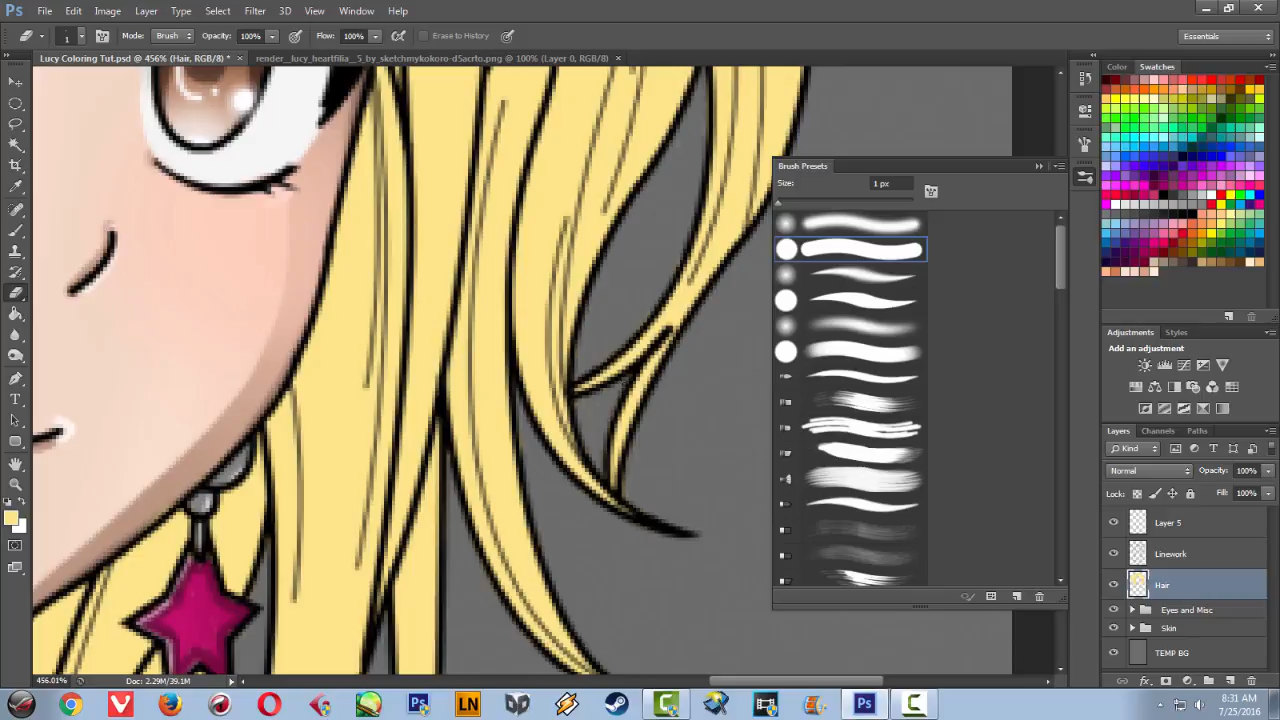 Ps File Edit Image Layer Type Select Filter 3D View Window Help
1 Mode: Brush Opacity: 100% Flow: 100% Erase to History Essentials
Lucy Coloring Tut.psd @ 456% (Hair, RGB/8) * × render__lucy_heartfilia__5_by_sketchmykokoro-d5acrto.png @ 100% (Layer 0, RGB/8) ×
Color Swatches
Brush Presets
Size: 1 px
Adjustments Styles
Add an adjustment
Layers Channels Paths
Kind
Normal Opacity: 100%
Lock: Fill: 100%
Layer 5
Linework
Hair
Eyes and Misc
Skin
TEMP BG
456.01% Doc: 2.29M/39.1M
8:31 AM
7/25/2016